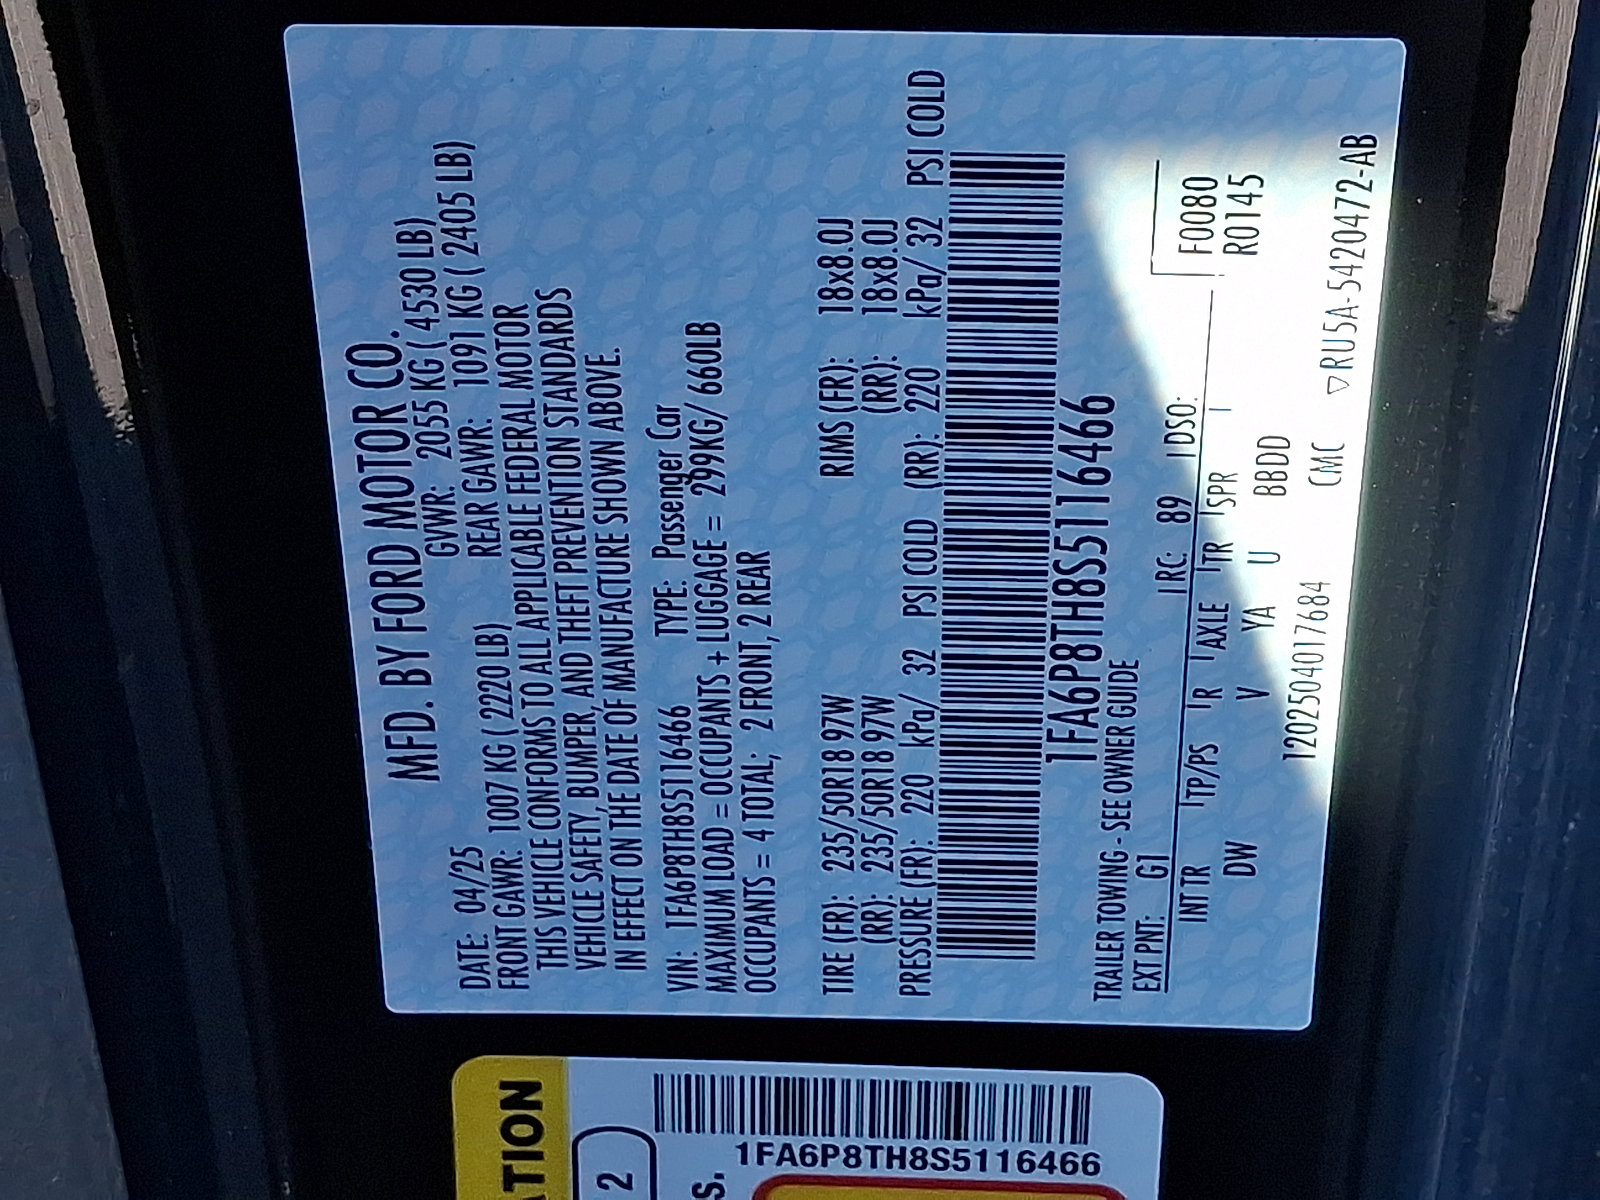 MFD. BY FORD MOTOR CO.
DATE: 04/25 GVWR: 2055 KG ( 4530 LB)
FRONT GAWR: 1007 KG ( 2220 LB) REAR GAWR: 1091 KG ( 2405 LB)
THIS VEHICLE CONFORMS TO ALL APPLICABLE FEDERAL MOTOR
VEHICLE SAFETY, BUMPER, AND THEFT PREVENTION STANDARDS
IN EFFECT ON THE DATE OF MANUFACTURE SHOWN ABOVE.
VIN: 1FA6P8TH8S5116466 TYPE: Passenger Car
MAXIMUM LOAD = OCCUPANTS + LUGGAGE = 299KG/ 660LB
OCCUPANTS = 4 TOTAL; 2 FRONT, 2 REAR
TIRE (FR): 235/50R18 97W RIMS (FR): 18x8.0J
(RR): 235/50R18 97W (RR): 18x8.0J
PRESSURE (FR): 220 kPa/ 32 PSI COLD (RR): 220 kPa/ 32 PSI COLD
1FA6P8TH8S5116466
TRAILER TOWING - SEE OWNER GUIDE
EXT PNT: G1 RC: 89 DSO:
INT TR TP/PS R AXLE TR SPR F0080
DW V YA U BBDD R0145
1202504017684 CMC ▽RU5A-5420472-AB
ATION
2
S.
1FA6P8TH8S5116466